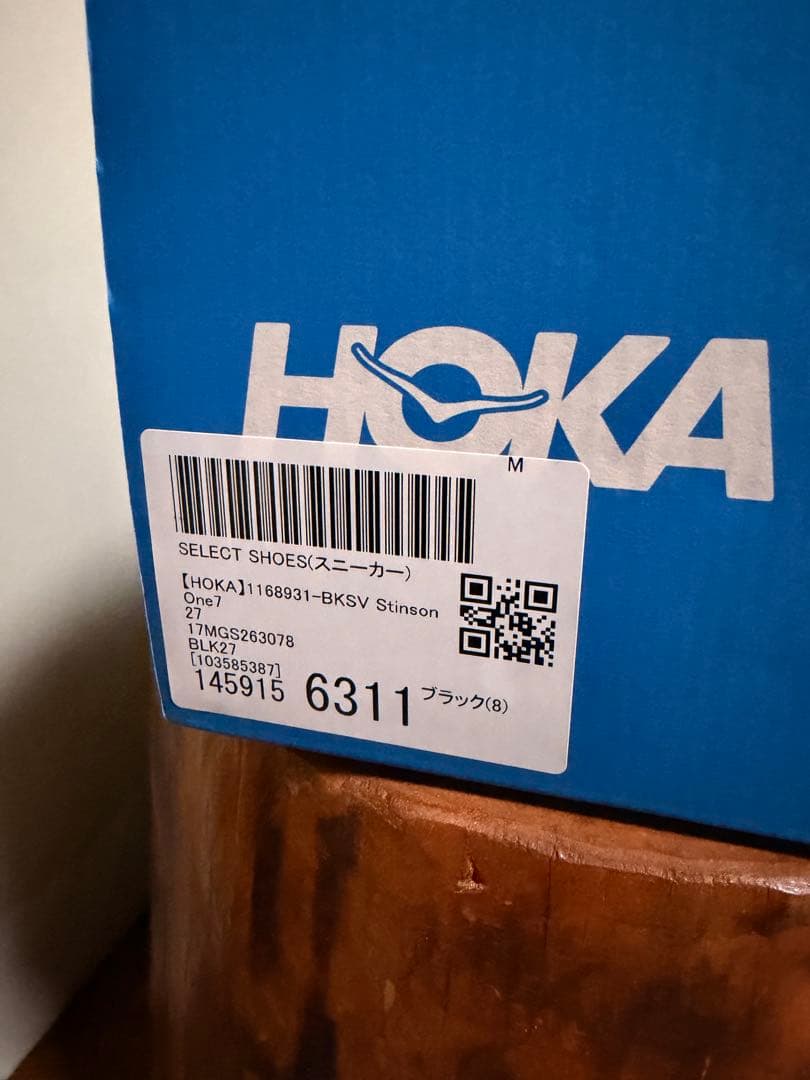 HOKA
M
SELECT SHOES(スニーカー)
【HOKA】1168931-BKSV Stinson
One7
27
17MGS263078
BLK27
[103585387]
145915 6311 ブラック(8)